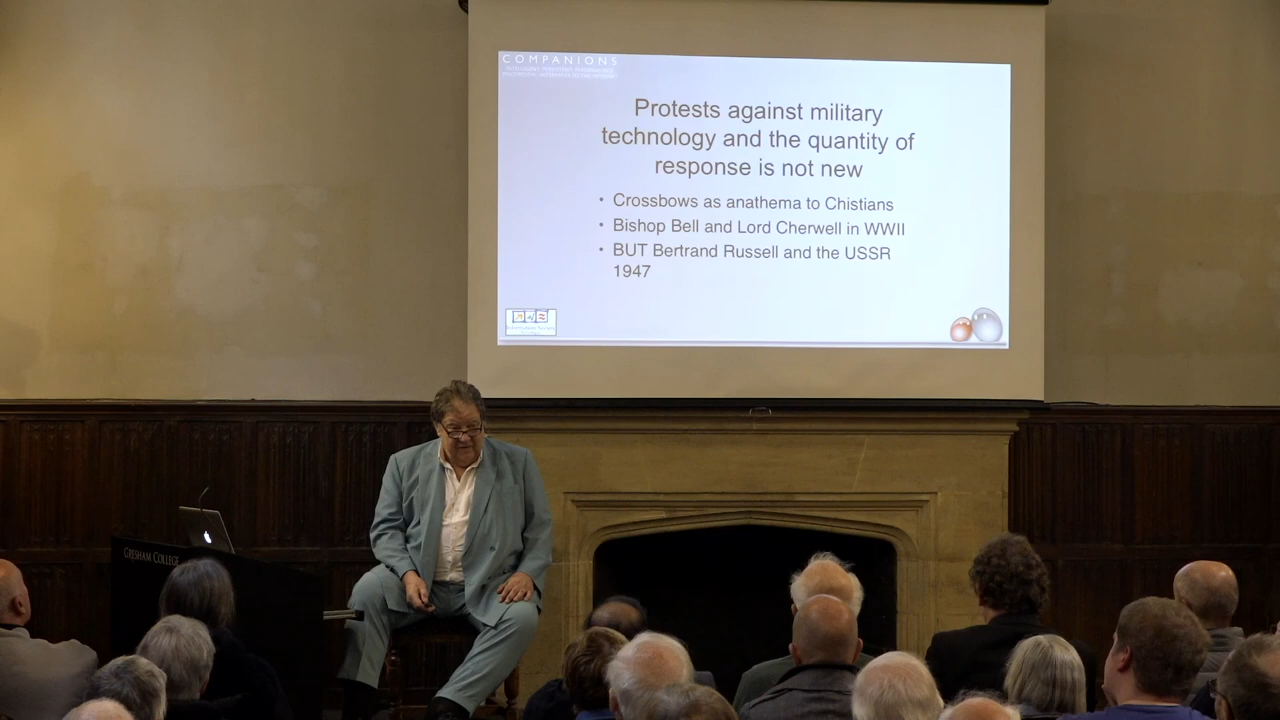 COMPANIONS
Protests against military
technology and the quantity of
response is not new
• Crossbows as anathema to Chistians
• Bishop Bell and Lord Cherwell in WWII
• BUT Bertrand Russell and the USSR
1947
GRESHAM COLLEGE